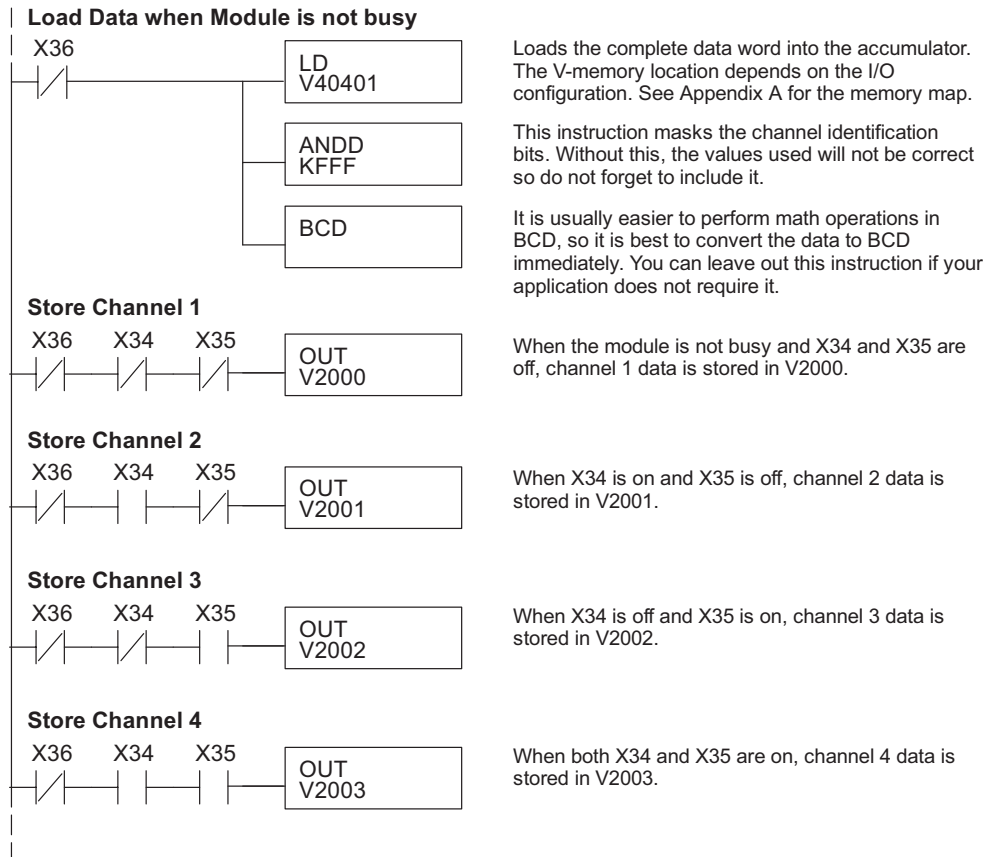 Load Data when Module is not busy
X36
LD
V40401
Loads the complete data word into the accumulator.
The V-memory location depends on the I/O
configuration. See Appendix A for the memory map.
ANDD
KFFF
This instruction masks the channel identification
bits. Without this, the values used will not be correct
so do not forget to include it.
BCD
It is usually easier to perform math operations in
BCD, so it is best to convert the data to BCD
immediately. You can leave out this instruction if your
application does not require it.
Store Channel 1
X36 X34 X35
OUT
V2000
When the module is not busy and X34 and X35 are
off, channel 1 data is stored in V2000.
Store Channel 2
X36 X34 X35
OUT
V2001
When X34 is on and X35 is off, channel 2 data is
stored in V2001.
Store Channel 3
X36 X34 X35
OUT
V2002
When X34 is off and X35 is on, channel 3 data is
stored in V2002.
Store Channel 4
X36 X34 X35
OUT
V2003
When both X34 and X35 are on, channel 4 data is
stored in V2003.